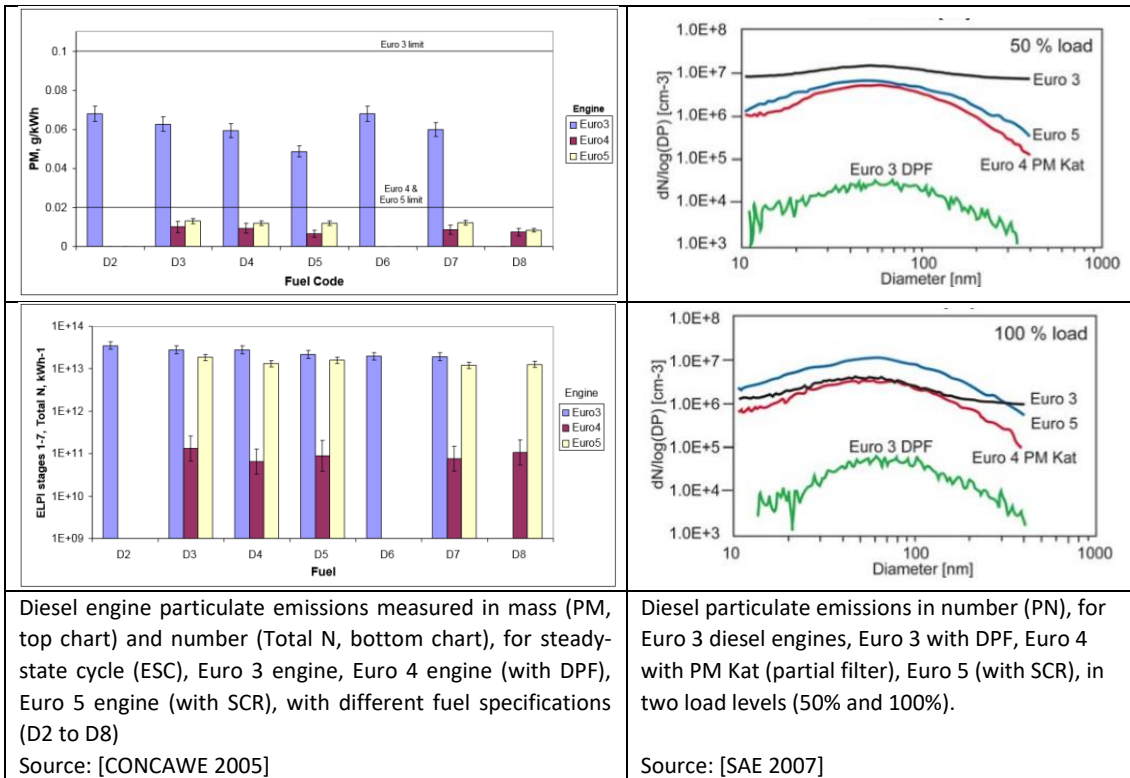 Euro 3 limit
0.1
0.08
0.06
0.04
0.02
0
PM, g/kWh
Euro 4 &
Euro 5 limit
D2 D3 D4 D5 D6 D7 D8
Fuel Code
Engine
Euro3
Euro4
Euro5
1.0E+8
1.0E+7
1.0E+6
1.0E+5
1.0E+4
1.0E+3
dN/log(DP) [cm-3]
50 % load
Euro 3
Euro 5
Euro 4 PM Kat
Euro 3 DPF
10 100 1000
Diameter [nm]
1E+14
1E+13
1E+12
1E+11
1E+10
1E+09
ELPI stages 1-7, Total N, kWh-1
D2 D3 D4 D5 D6 D7 D8
Fuel
Engine
Euro3
Euro4
Euro5
1.0E+8
1.0E+7
1.0E+6
1.0E+5
1.0E+4
1.0E+3
dN/log(DP) [cm-3]
100 % load
Euro 3
Euro 5
Euro 4 PM Kat
Euro 3 DPF
10 100 1000
Diameter [nm]
Diesel engine particulate emissions measured in mass (PM,
top chart) and number (Total N, bottom chart), for steady-
state cycle (ESC), Euro 3 engine, Euro 4 engine (with DPF),
Euro 5 engine (with SCR), with different fuel specifications
(D2 to D8)
Source: [CONCAWE 2005]
Diesel particulate emissions in number (PN), for
Euro 3 diesel engines, Euro 3 with DPF, Euro 4
with PM Kat (partial filter), Euro 5 (with SCR), in
two load levels (50% and 100%).
Source: [SAE 2007]